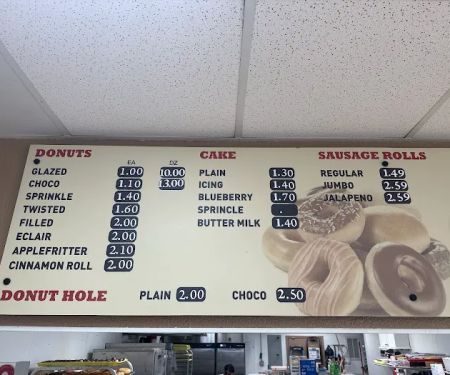 DONUTS
EA DZ
GLAZED 1.00 10.00
CHOCO 1.10 13.00
SPRINKLE 1.40
TWISTED 1.60
FILLED 2.00
ECLAIR 2.00
APPLEFRITTER 2.10
CINNAMON ROLL 2.00
CAKE
PLAIN 1.30
ICING 1.40
BLUEBERRY 1.70
SPRINCLE
BUTTER MILK 1.40
SAUSAGE ROLLS
REGULAR 1.49
JUMBO 2.59
JALAPENO 2.59
DONUT HOLE PLAIN 2.00 CHOCO 2.50